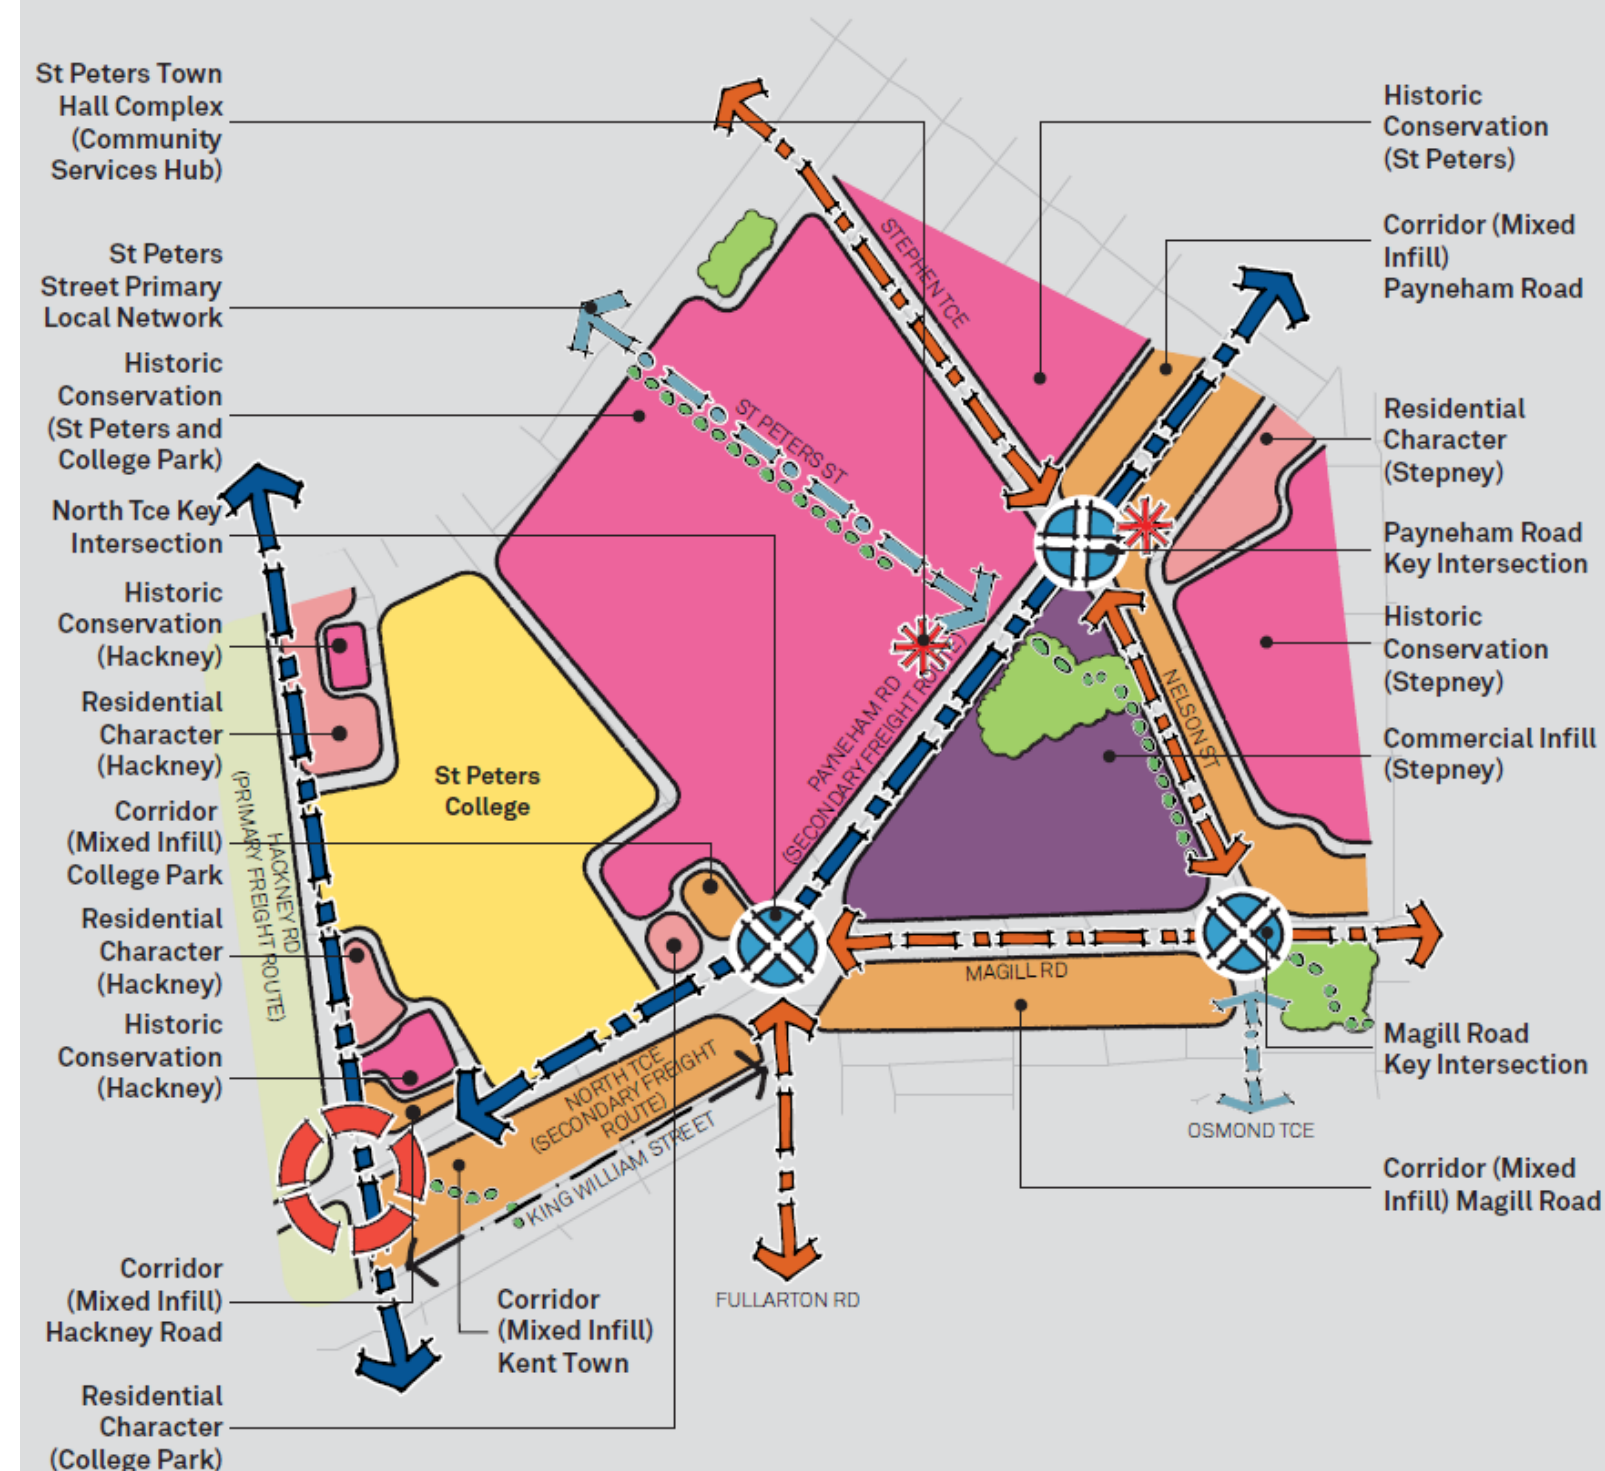 St Peters Town
Hall Complex
(Community
Services Hub)
St Peters
Street Primary
Local Network
Historic
Conservation
(St Peters and
College Park)
North Tce Key
Intersection
Historic
Conservation
(Hackney)
Residential
Character
(Hackney)
Corridor
(Mixed Infill)
College Park
Residential
Character
(Hackney)
Historic
Conservation
(Hackney)
Corridor
(Mixed Infill)
Hackney Road
Residential
Character
(College Park)
Corridor
(Mixed Infill)
Kent Town
St Peters
College
HACKNEY RD
(PRIMARY FREIGHT ROUTE)
STEPHEN TCE
ST PETERS ST
PAYNEHAM RD
(SECONDARY FREIGHT ROUTE)
NELSON ST
MAGILL RD
NORTH TCE
(SECONDARY FREIGHT
ROUTE)
KING WILLIAM STREET
FULLARTON RD
OSMOND TCE
Historic
Conservation
(St Peters)
Corridor (Mixed
Infill)
Payneham Road
Residential
Character
(Stepney)
Payneham Road
Key Intersection
Historic
Conservation
(Stepney)
Commercial Infill
(Stepney)
Magill Road
Key Intersection
Corridor (Mixed
Infill) Magill Road